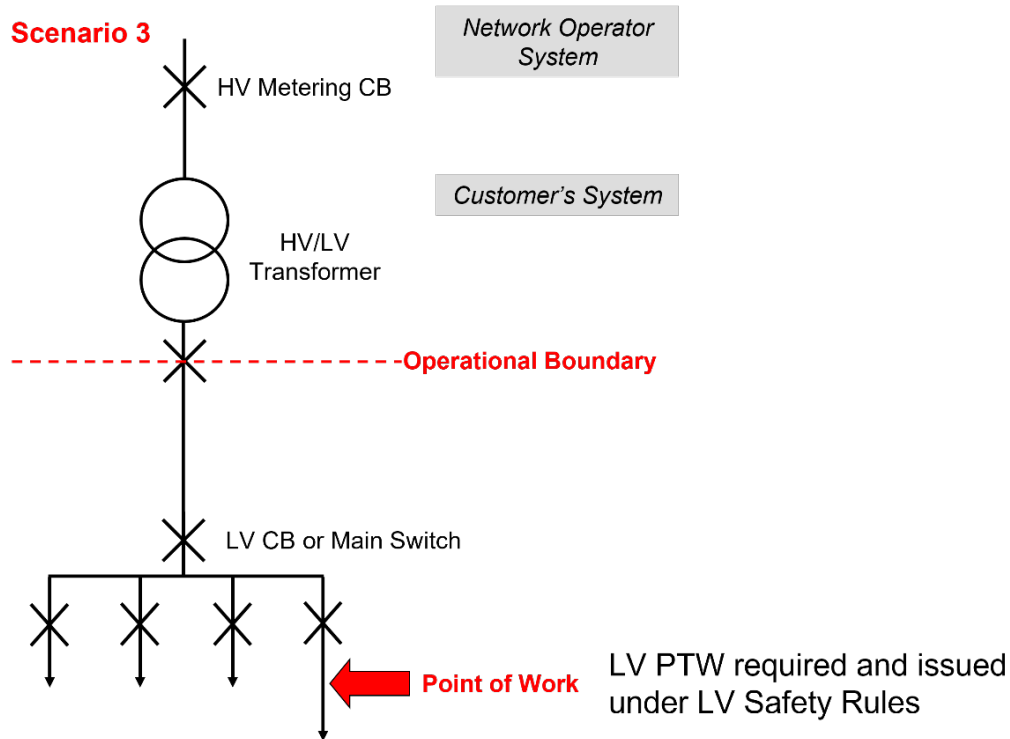 Scenario 3
Network Operator
System
HV Metering CB
Customer's System
HV/LV
Transformer
Operational Boundary
LV CB or Main Switch
Point of Work
LV PTW required and issued
under LV Safety Rules